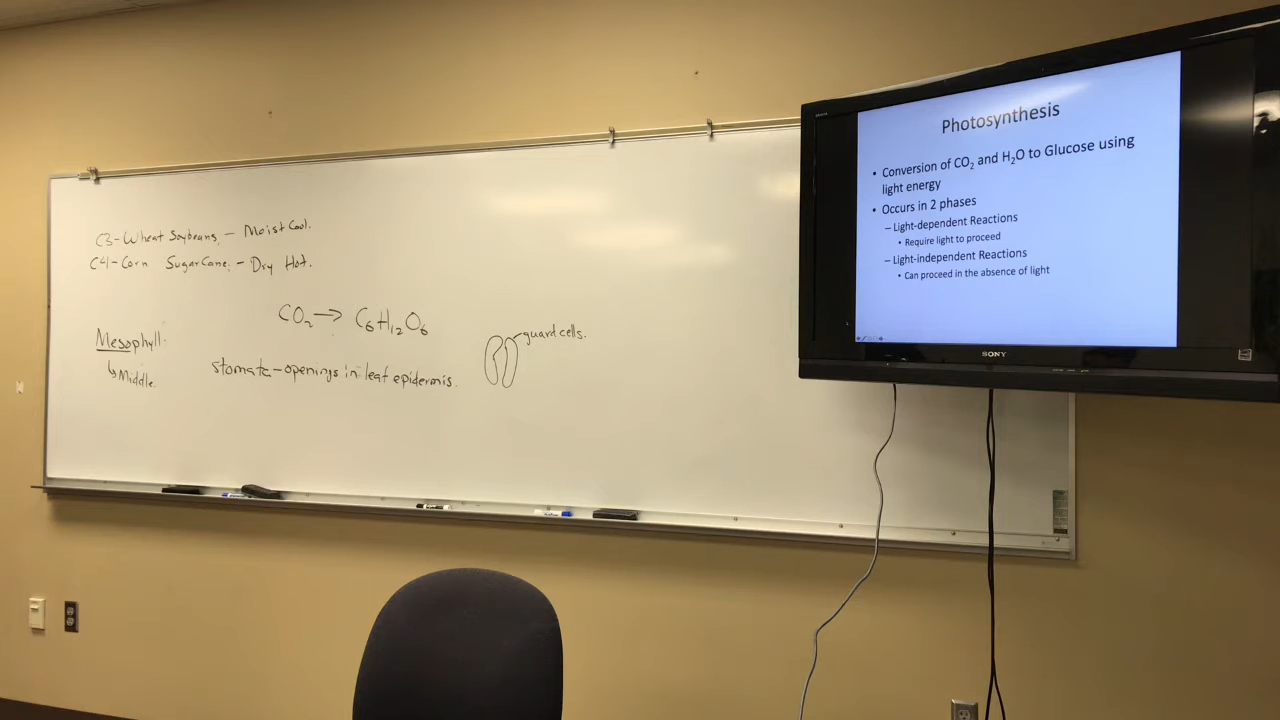 C3-Wheat Soybeans, - Moist Cool.
C4-Corn SugarCane. - Dry Hot.
CO₂ → C₆H₁₂O₆
Mesophyll.
↳ Middle.
stomata-openings in leaf epidermis.
guard cells.
Photosynthesis
• Conversion of CO₂ and H₂O to Glucose using
light energy
• Occurs in 2 phases
– Light-dependent Reactions
• Require light to proceed
– Light-independent Reactions
• Can proceed in the absence of light
SONY